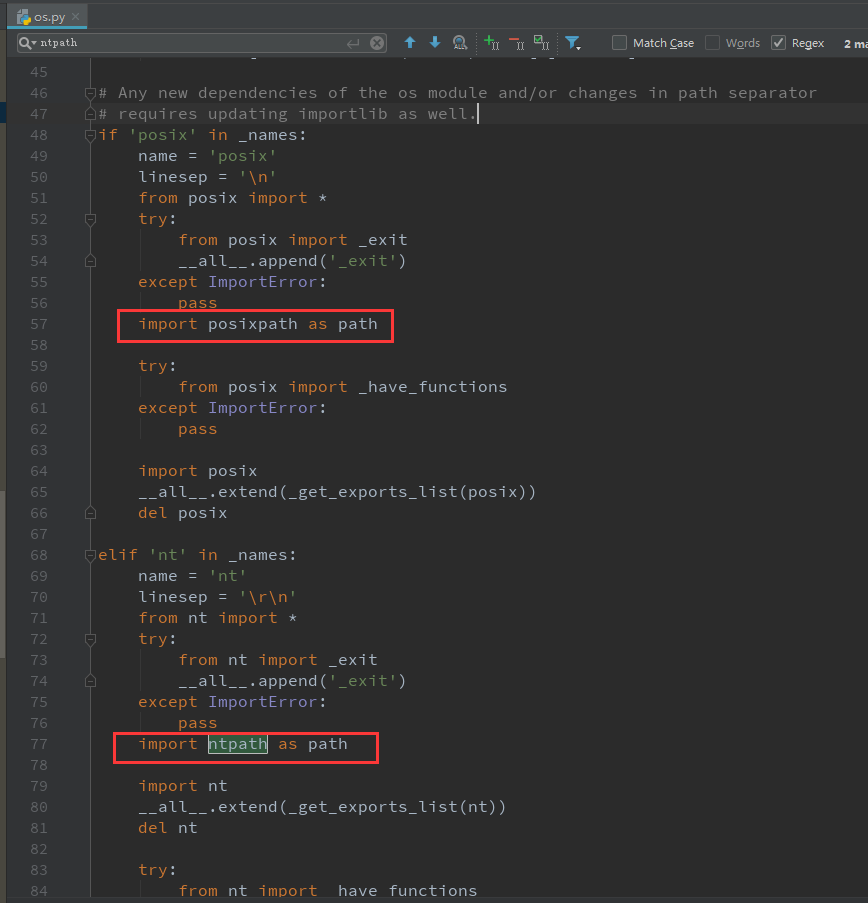 os.py
ntpath
Match Case
Words
Regex
2 ma
45
46 # Any new dependencies of the os module and/or changes in path separator
47 # requires updating importlib as well.
48 if 'posix' in _names:
49     name = 'posix'
50     linesep = '\n'
51     from posix import *
52     try:
53         from posix import _exit
54         __all__.append('_exit')
55     except ImportError:
56         pass
57     import posixpath as path
58
59     try:
60         from posix import _have_functions
61     except ImportError:
62         pass
63
64     import posix
65     __all__.extend(_get_exports_list(posix))
66     del posix
67
68 elif 'nt' in _names:
69     name = 'nt'
70     linesep = '\r\n'
71     from nt import *
72     try:
73         from nt import _exit
74         __all__.append('_exit')
75     except ImportError:
76         pass
77     import ntpath as path
78
79     import nt
80     __all__.extend(_get_exports_list(nt))
81     del nt
82
83     try:
84         from nt import _have_functions